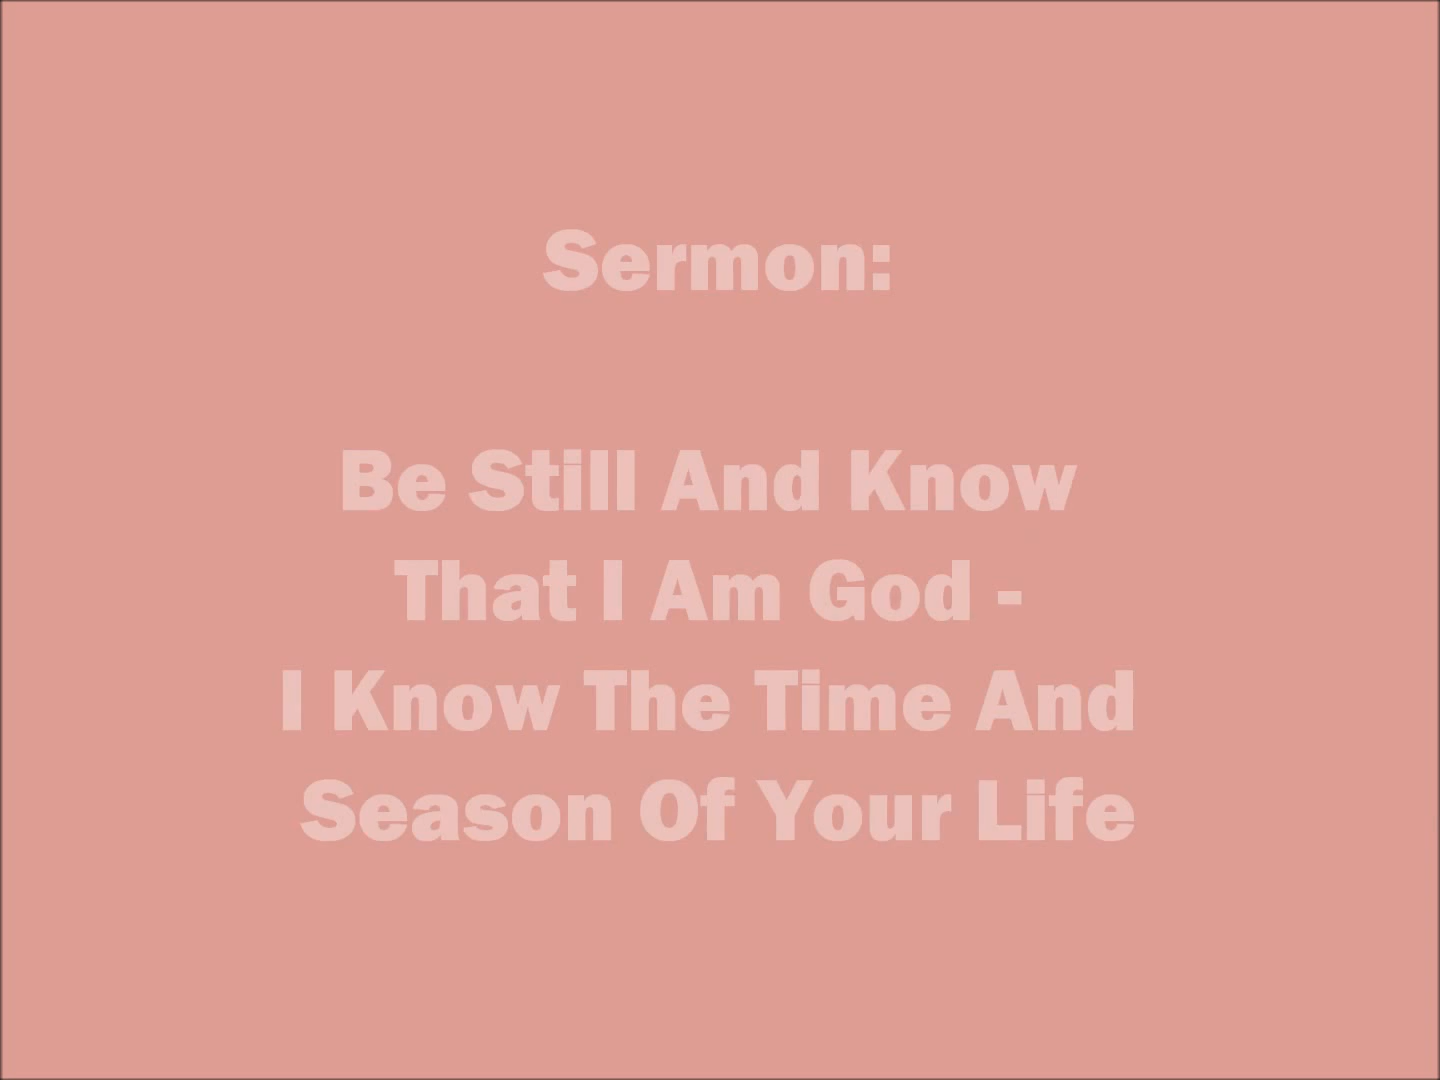 Sermon:
Be Still And Know
That I Am God -
I Know The Time And
Season Of Your Life